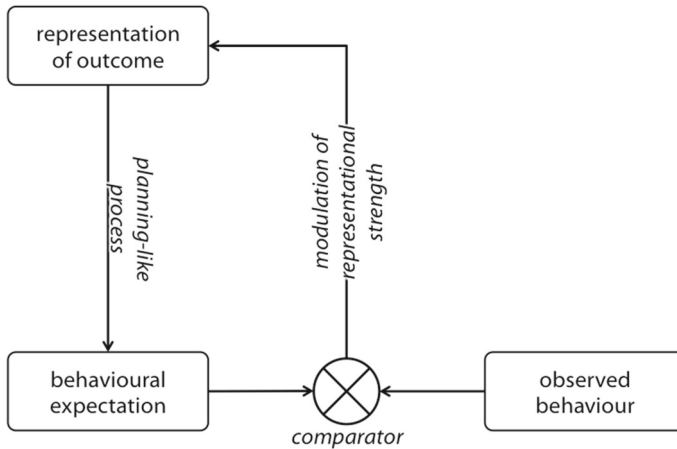 representation
of outcome
planning-like
process
modulation of
representational
strength
behavioural
expectation
comparator
observed
behaviour